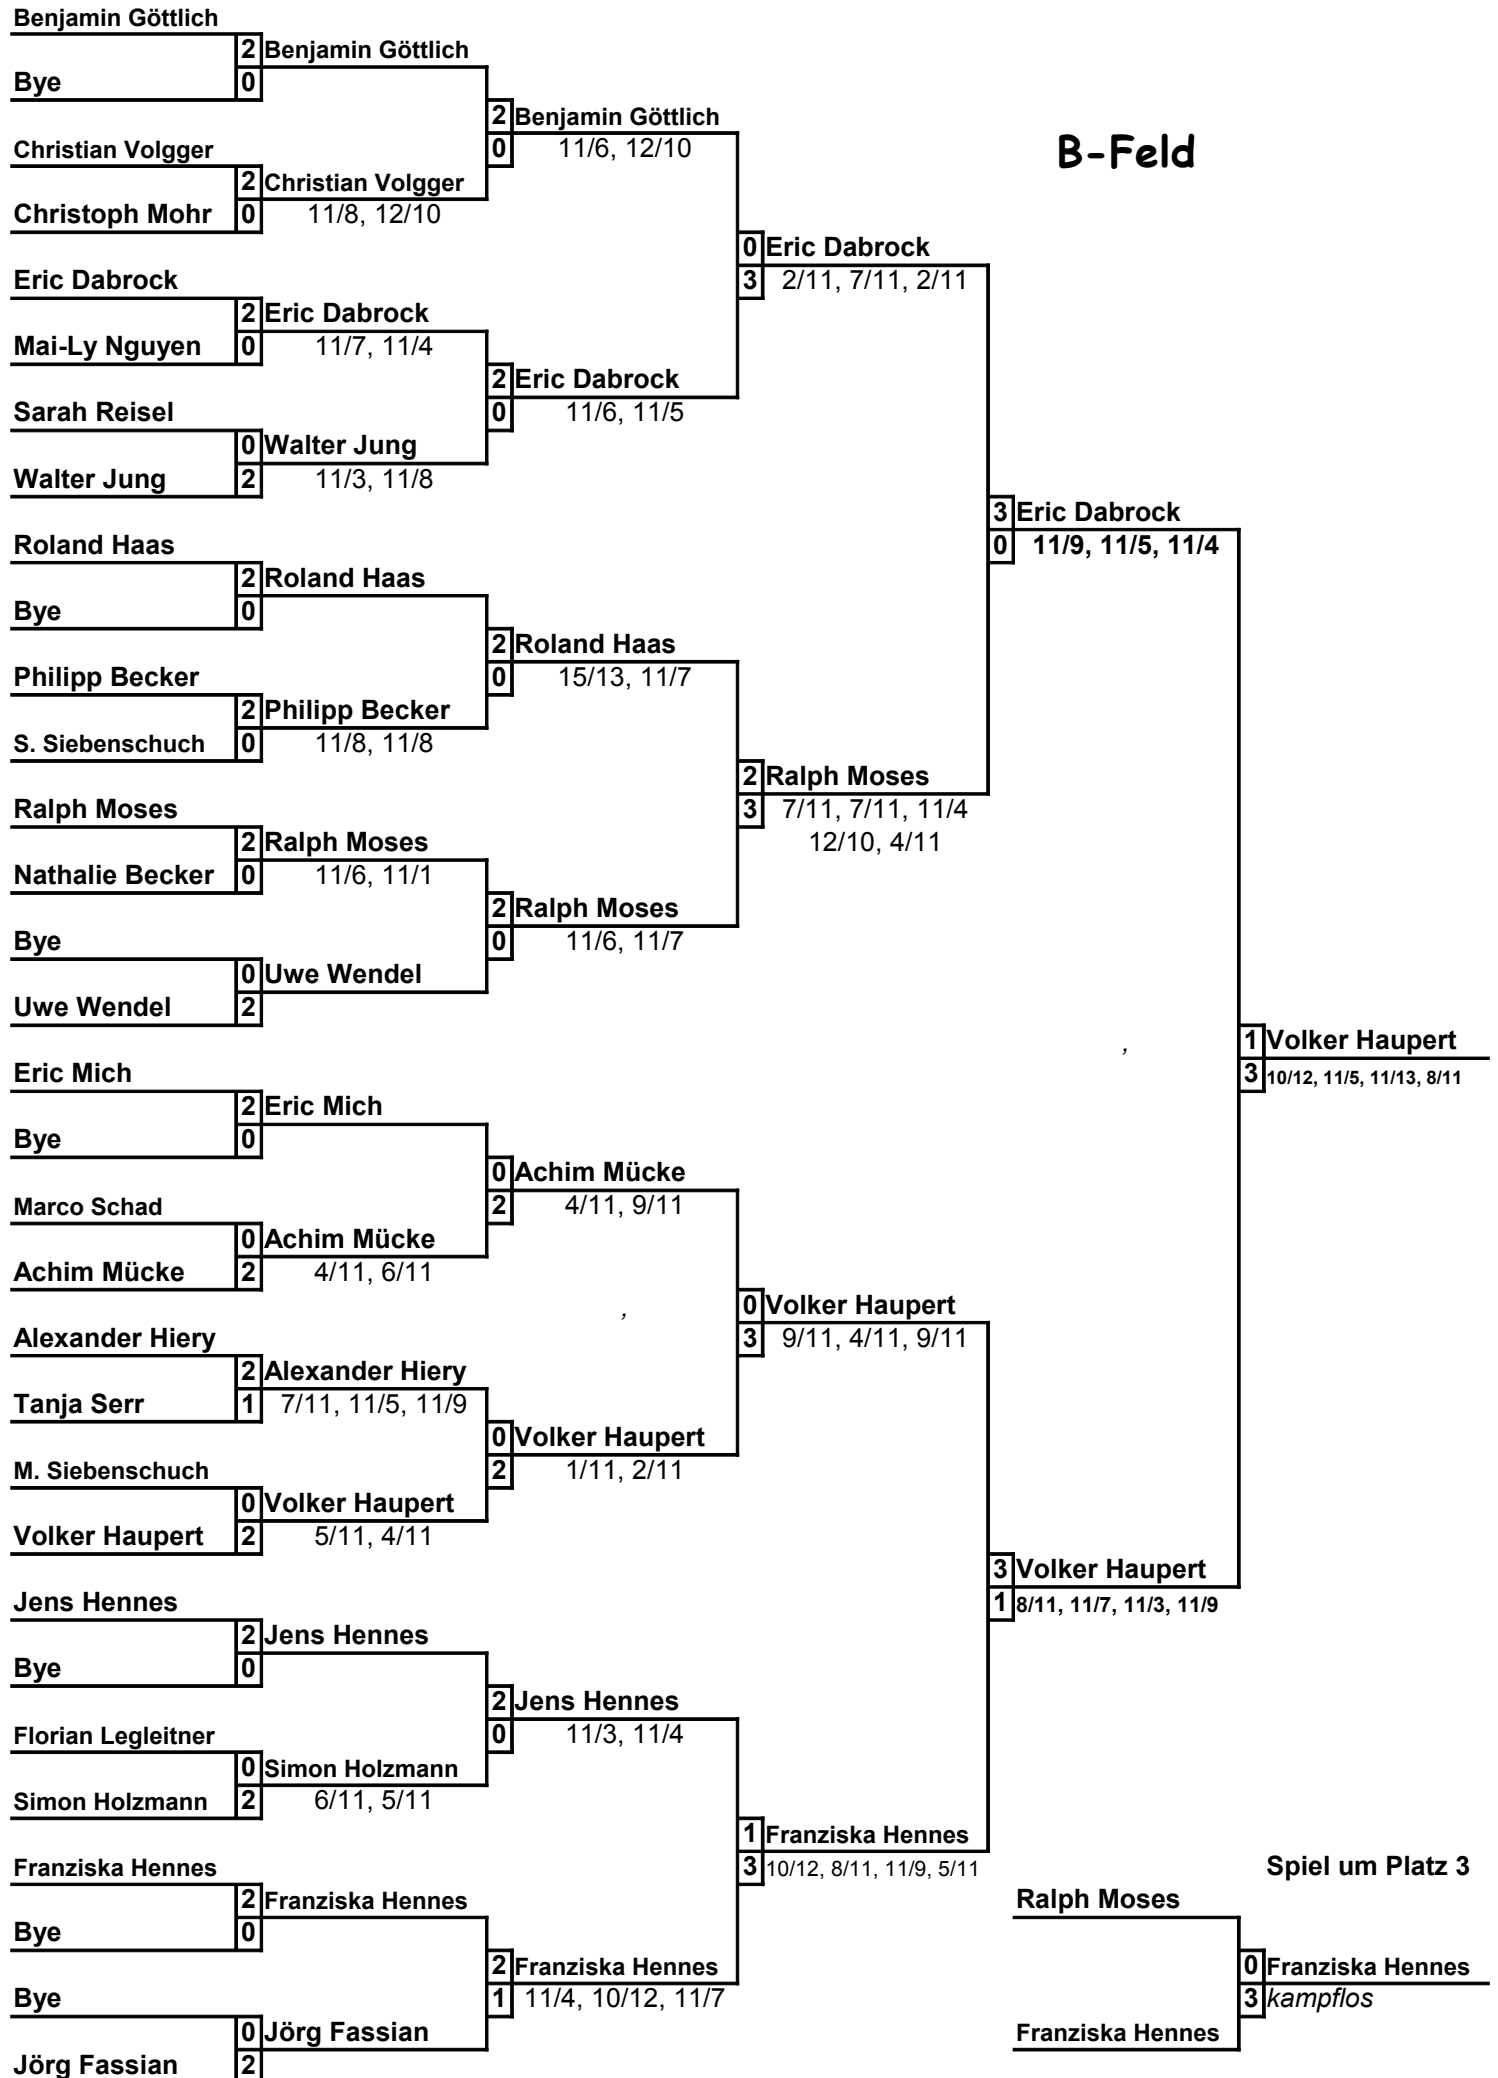 Benjamin Göttlich
2 Benjamin Göttlich
Bye 0
2 Benjamin Göttlich
0 11/6, 12/10
B-Feld
Christian Volgger
2 Christian Volgger
Christoph Mohr 0 11/8, 12/10
0 Eric Dabrock
3 2/11, 7/11, 2/11
Eric Dabrock
2 Eric Dabrock
Mai-Ly Nguyen 0 11/7, 11/4
2 Eric Dabrock
0 11/6, 11/5
Sarah Reisel
0 Walter Jung
Walter Jung 2 11/3, 11/8
3 Eric Dabrock
0 11/9, 11/5, 11/4
Roland Haas
2 Roland Haas
Bye 0
2 Roland Haas
0 15/13, 11/7
Philipp Becker
2 Philipp Becker
S. Siebenschuch 0 11/8, 11/8
2 Ralph Moses
3 7/11, 7/11, 11/4
12/10, 4/11
Ralph Moses
2 Ralph Moses
Nathalie Becker 0 11/6, 11/1
2 Ralph Moses
0 11/6, 11/7
Bye
0 Uwe Wendel
Uwe Wendel 2
,
1 Volker Haupert
3 10/12, 11/5, 11/13, 8/11
Eric Mich
2 Eric Mich
Bye 0
0 Achim Mücke
2 4/11, 9/11
Marco Schad
0 Achim Mücke
Achim Mücke 2 4/11, 6/11
,
0 Volker Haupert
3 9/11, 4/11, 9/11
Alexander Hiery
2 Alexander Hiery
Tanja Serr 1 7/11, 11/5, 11/9
0 Volker Haupert
2 1/11, 2/11
M. Siebenschuch
0 Volker Haupert
Volker Haupert 2 5/11, 4/11
3 Volker Haupert
1 8/11, 11/7, 11/3, 11/9
Jens Hennes
2 Jens Hennes
Bye 0
2 Jens Hennes
0 11/3, 11/4
Florian Legleitner
0 Simon Holzmann
Simon Holzmann 2 6/11, 5/11
1 Franziska Hennes
3 10/12, 8/11, 11/9, 5/11
Franziska Hennes
2 Franziska Hennes
Bye 0
2 Franziska Hennes
1 11/4, 10/12, 11/7
Bye
0 Jörg Fassian
Jörg Fassian 2
Spiel um Platz 3
Ralph Moses
0 Franziska Hennes
3 kampflos
Franziska Hennes